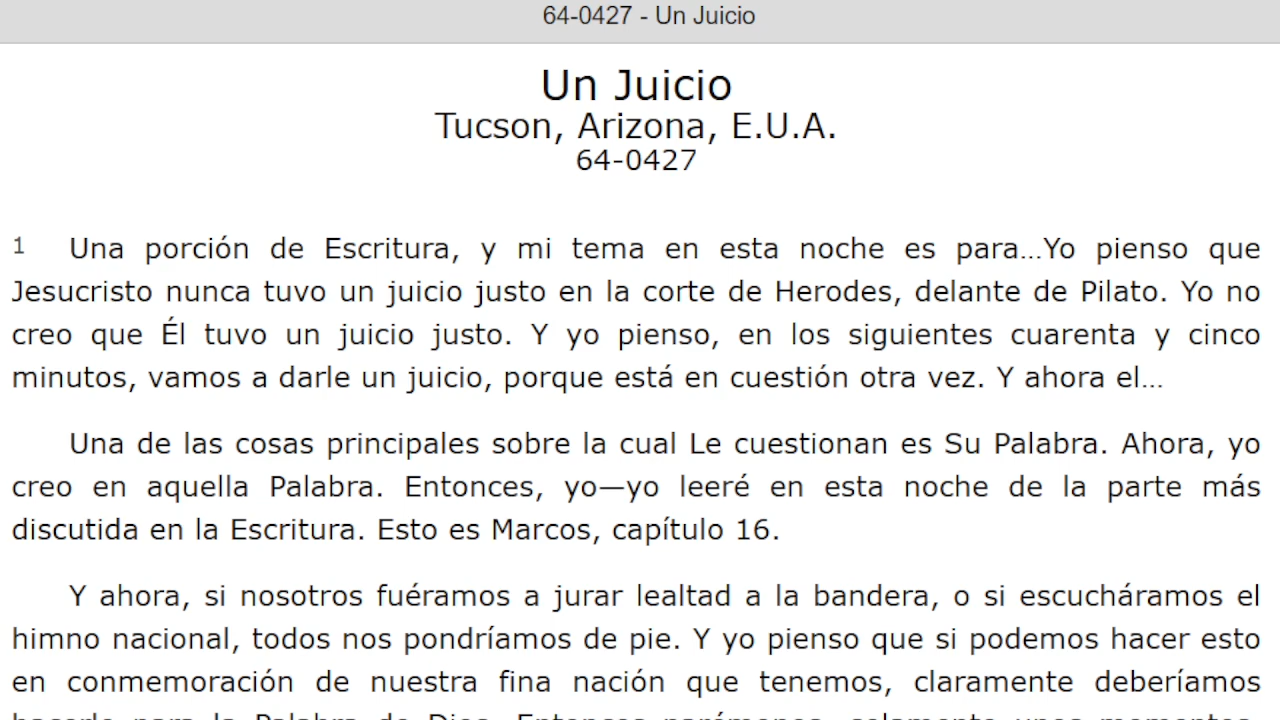 64-0427 - Un Juicio
Un Juicio
Tucson, Arizona, E.U.A.
64-0427
1 Una porción de Escritura, y mi tema en esta noche es para…Yo pienso que
Jesucristo nunca tuvo un juicio justo en la corte de Herodes, delante de Pilato. Yo no
creo que Él tuvo un juicio justo. Y yo pienso, en los siguientes cuarenta y cinco
minutos, vamos a darle un juicio, porque está en cuestión otra vez. Y ahora el…
Una de las cosas principales sobre la cual Le cuestionan es Su Palabra. Ahora, yo
creo en aquella Palabra. Entonces, yo—yo leeré en esta noche de la parte más
discutida en la Escritura. Esto es Marcos, capítulo 16.
Y ahora, si nosotros fuéramos a jurar lealtad a la bandera, o si escucháramos el
himno nacional, todos nos pondríamos de pie. Y yo pienso que si podemos hacer esto
en conmemoración de nuestra fina nación que tenemos, claramente deberíamos